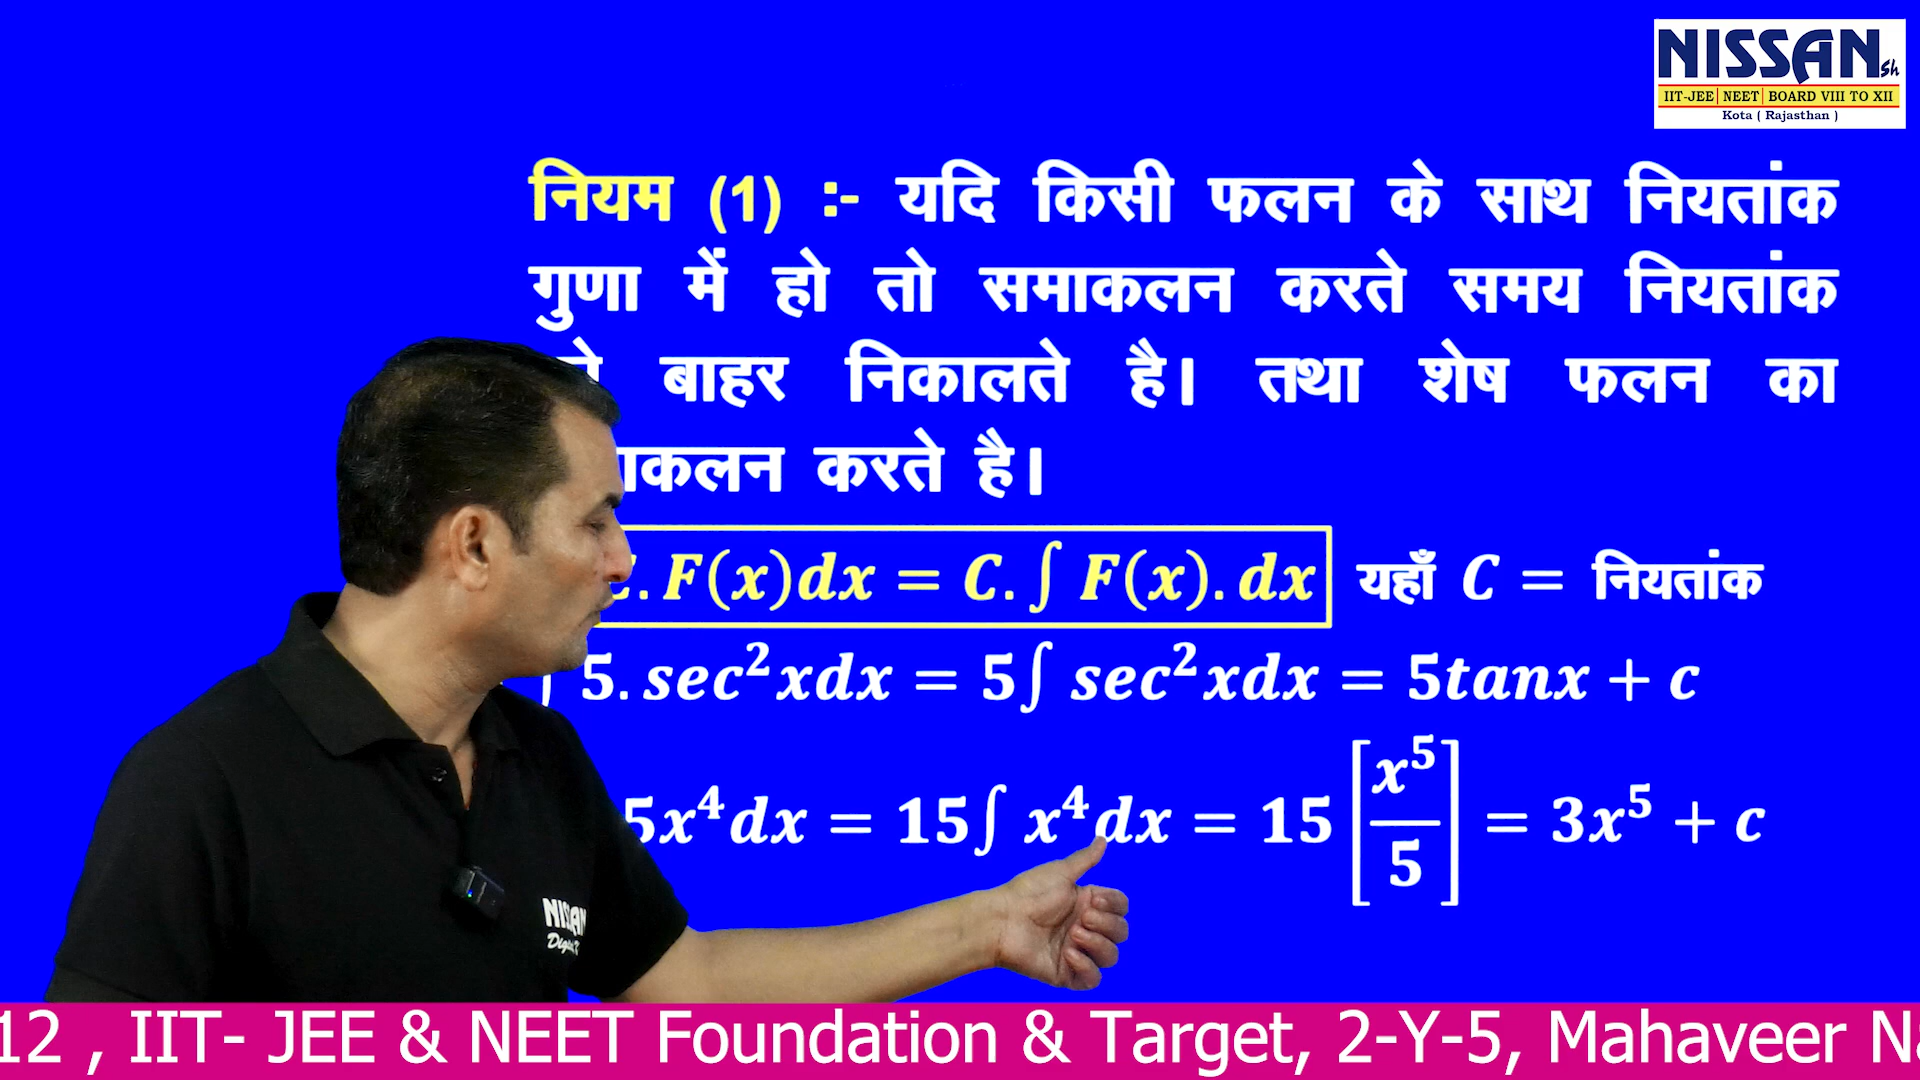 NISSANsh
IIT-JEE | NEET | BOARD VIII TO XII
Kota ( Rajasthan )
नियम (1) :- यदि किसी फलन के साथ नियतांक
गुणा में हो तो समाकलन करते समय नियतांक
बाहर निकालते है। तथा शेष फलन का
करते है।
. F(x)dx = C. ∫ F(x). dx यहाँ C = नियतांक
∫ 5. sec²xdx = 5∫ sec²xdx = 5tanx + c
5x⁴dx = 15∫ x⁴dx = 15 [x⁵/5] = 3x⁵ + c
NISSAN
12 , IIT- JEE & NEET Foundation & Target, 2-Y-5, Mahaveer